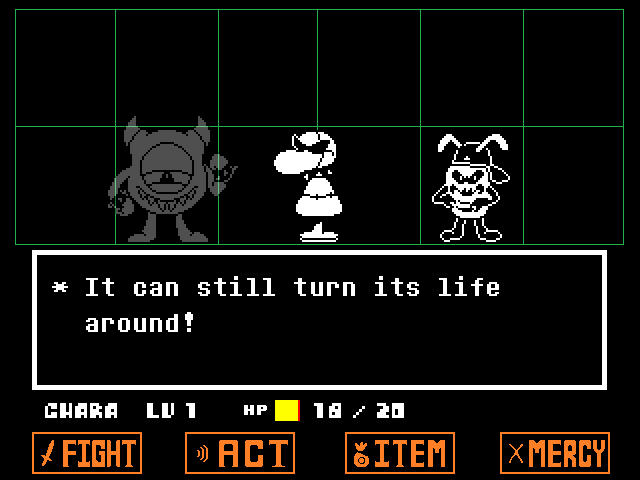 * It can still turn its life
around!
CHARA LV 1 HP 18 / 20
FIGHT ACT ITEM MERCY